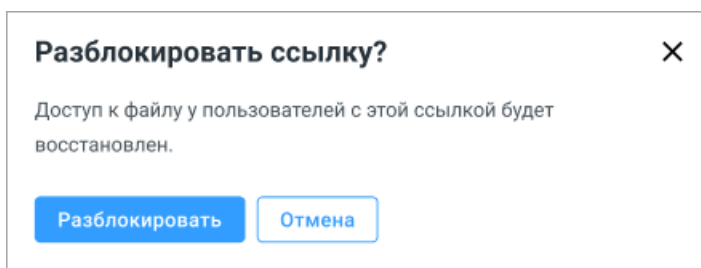 Разблокировать ссылку?
Доступ к файлу у пользователей с этой ссылкой будет
восстановлен.
Разблокировать
Отмена